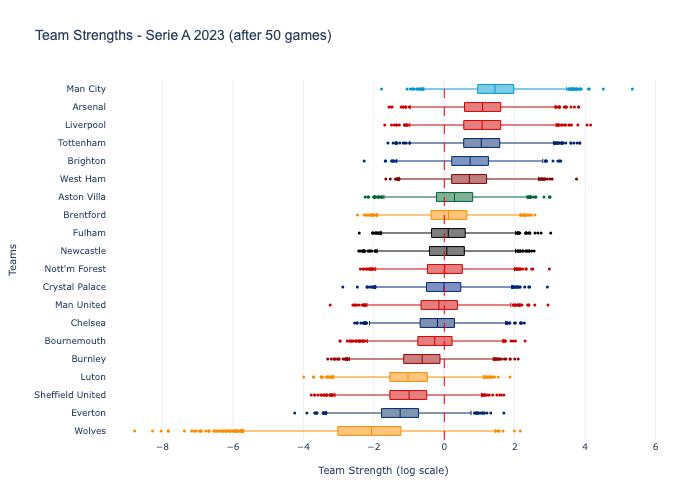 Team Strengths - Serie A 2023 (after 50 games)
Man City
Arsenal
Liverpool
Tottenham
Brighton
West Ham
Aston Villa
Brentford
Fulham
Newcastle
Nott'm Forest
Crystal Palace
Man United
Chelsea
Bournemouth
Burnley
Luton
Sheffield United
Everton
Wolves
Teams
−8 −6 −4 −2 0 2 4 6
Team Strength (log scale)